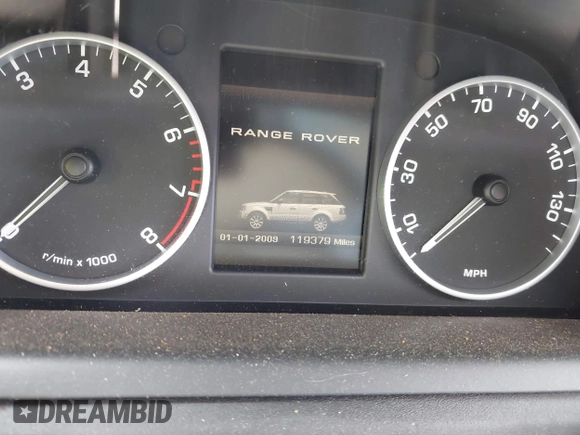 3 4 5 6 7 8
r/min x 1000
RANGE ROVER
01-01-2009 119379 Miles
10 30 50 70 90 110 130
MPH
DREAMBID